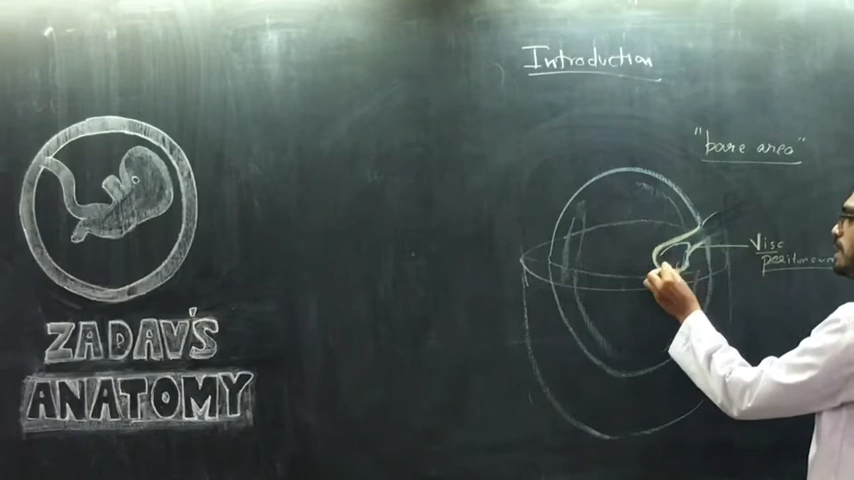 Introduction
"bare area"
Visc
peritoneum
ZADAV'S
ANATOMY